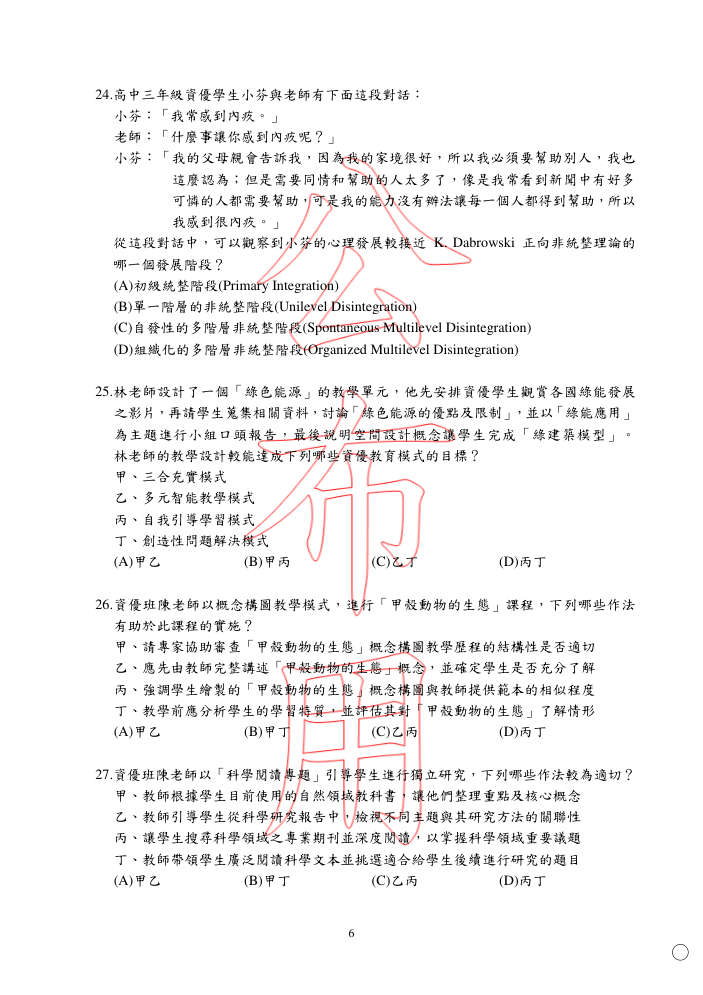 24.高中三年級資優學生小芬與老師有下面這段對話：
小芬：「我常感到內疚。」
老師：「什麼事讓你感到內疚呢？」
小芬：「我的父母親會告訴我，因為我的家境很好，所以我必須要幫助別人，我也
這麼認為；但是需要同情和幫助的人太多了，像是我常看到新聞中有好多
可憐的人都需要幫助，可是我的能力沒有辦法讓每一個人都得到幫助，所以
我感到很內疚。」
從這段對話中，可以觀察到小芬的心理發展較接近 K. Dabrowski 正向非統整理論的
哪一個發展階段？
(A)初級統整階段(Primary Integration)
(B)單一階層的非統整階段(Unilevel Disintegration)
(C)自發性的多階層非統整階段(Spontaneous Multilevel Disintegration)
(D)組織化的多階層非統整階段(Organized Multilevel Disintegration)
25.林老師設計了一個「綠色能源」的教學單元，他先安排資優學生觀賞各國綠能發展
之影片，再請學生蒐集相關資料，討論「綠色能源的優點及限制」，並以「綠能應用」
為主題進行小組口頭報告，最後說明空間設計概念讓學生完成「綠建築模型」。
林老師的教學設計較能達成下列哪些資優教育模式的目標？
甲、三合充實模式
乙、多元智能教學模式
丙、自我引導學習模式
丁、創造性問題解決模式
(A)甲乙 (B)甲丙 (C)乙丁 (D)丙丁
26.資優班陳老師以概念構圖教學模式，進行「甲殼動物的生態」課程，下列哪些作法
有助於此課程的實施？
甲、請專家協助審查「甲殼動物的生態」概念構圖教學歷程的結構性是否適切
乙、應先由教師完整講述「甲殼動物的生態」概念，並確定學生是否充分了解
丙、強調學生繪製的「甲殼動物的生態」概念構圖與教師提供範本的相似程度
丁、教學前應分析學生的學習特質，並評估其對「甲殼動物的生態」了解情形
(A)甲乙 (B)甲丁 (C)乙丙 (D)丙丁
27.資優班陳老師以「科學閱讀專題」引導學生進行獨立研究，下列哪些作法較為適切？
甲、教師根據學生目前使用的自然領域教科書，讓他們整理重點及核心概念
乙、教師引導學生從科學研究報告中，檢視不同主題與其研究方法的關聯性
丙、讓學生搜尋科學領域之專業期刊並深度閱讀，以掌握科學領域重要議題
丁、教師帶領學生廣泛閱讀科學文本並挑選適合給學生後續進行研究的題目
(A)甲乙 (B)甲丁 (C)乙丙 (D)丙丁
6
公布用